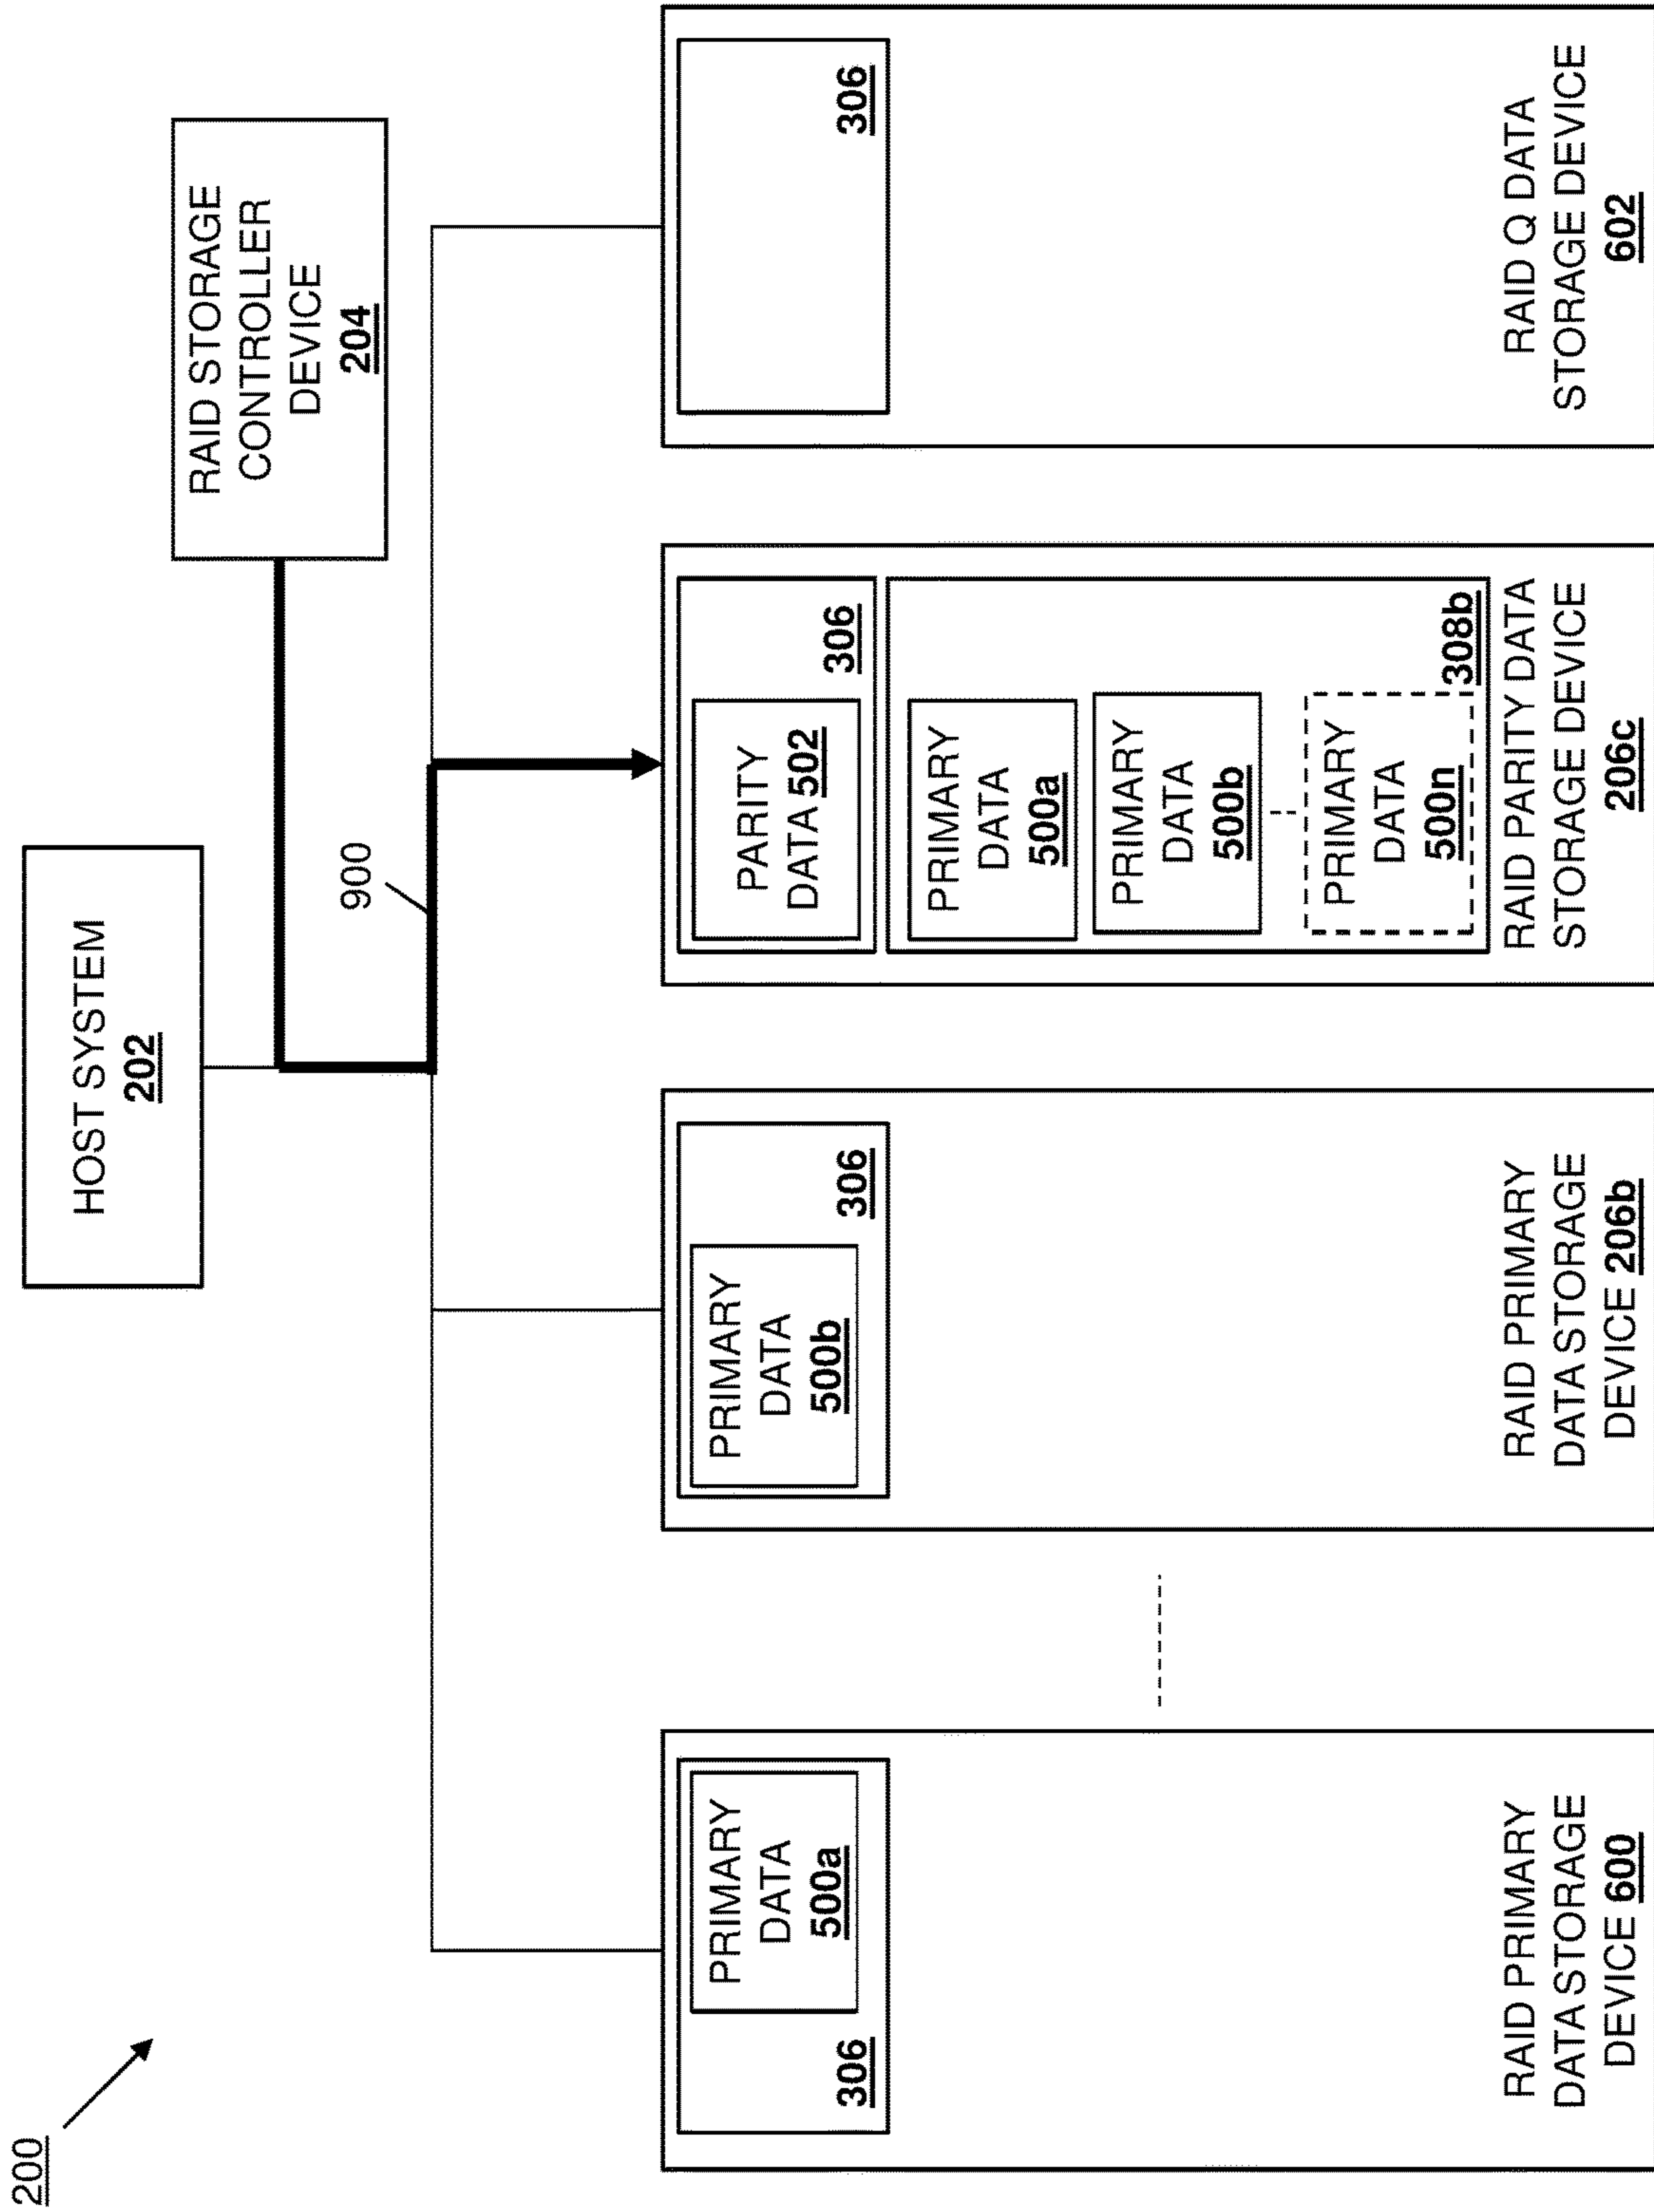 200
HOST SYSTEM
202
RAID STORAGE
CONTROLLER
DEVICE
204
900
PRIMARY
DATA
500a
306
RAID PRIMARY
DATA STORAGE
DEVICE 600
PRIMARY
DATA
500b
306
RAID PRIMARY
DATA STORAGE
DEVICE 206b
PARITY
DATA 502
306
PRIMARY
DATA
500a
PRIMARY
DATA
500b
PRIMARY
DATA
500n
308b
RAID PARITY DATA
STORAGE DEVICE
206c
306
RAID Q DATA
STORAGE DEVICE
602